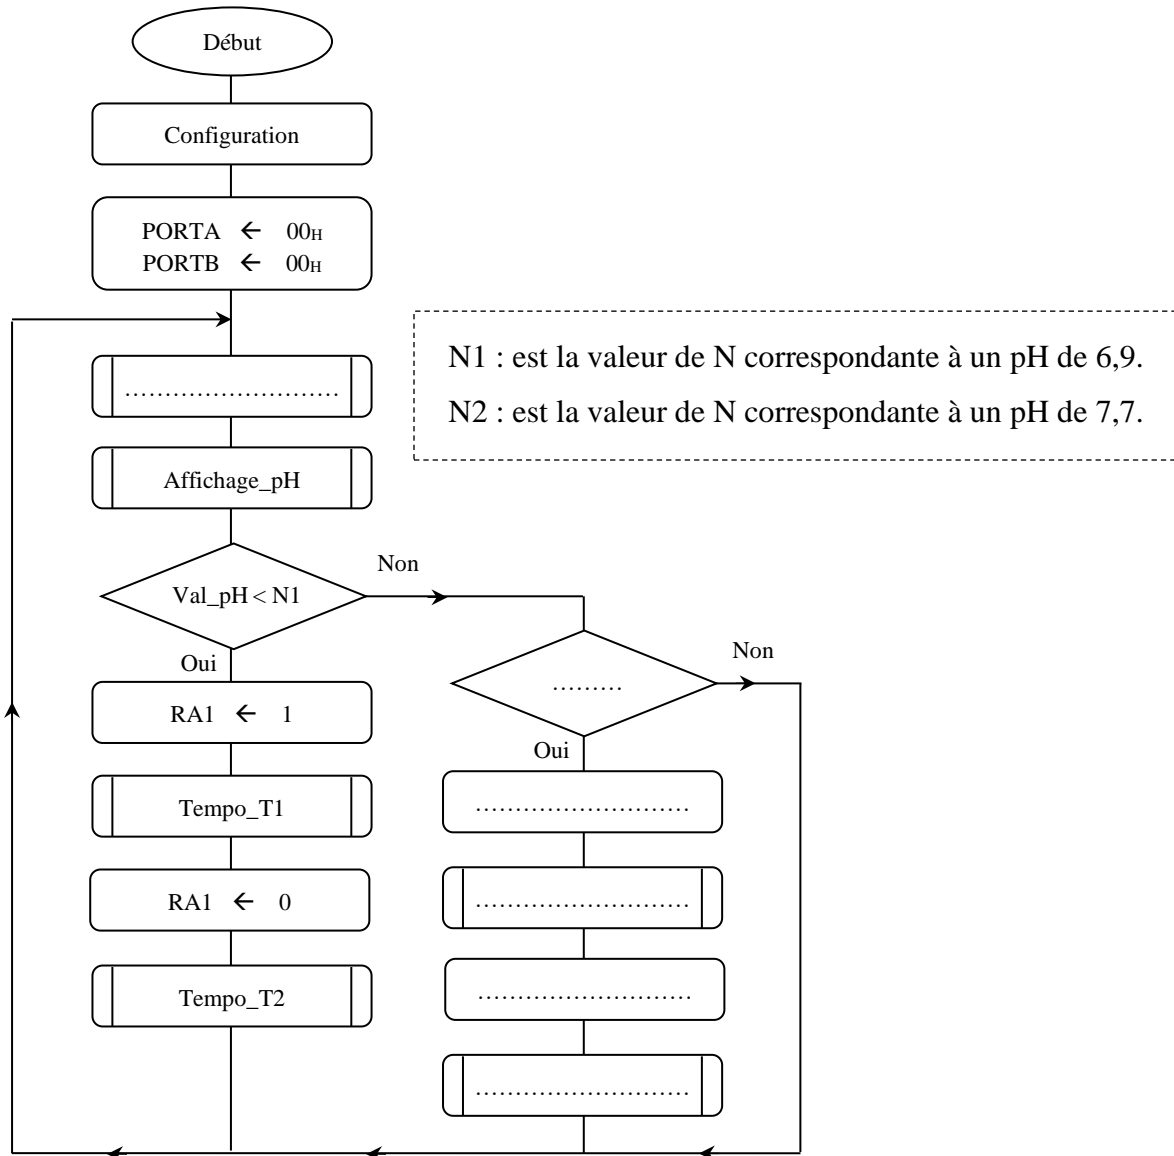 Début
Configuration
PORTA ← 00H
PORTB ← 00H
N1 : est la valeur de N correspondante à un pH de 6,9.
N2 : est la valeur de N correspondante à un pH de 7,7.
...........................
Affichage_pH
Val_pH < N1
Non
Oui
.........
Non
Oui
RA1 ← 1
...........................
Tempo_T1
...........................
RA1 ← 0
...........................
Tempo_T2
...........................